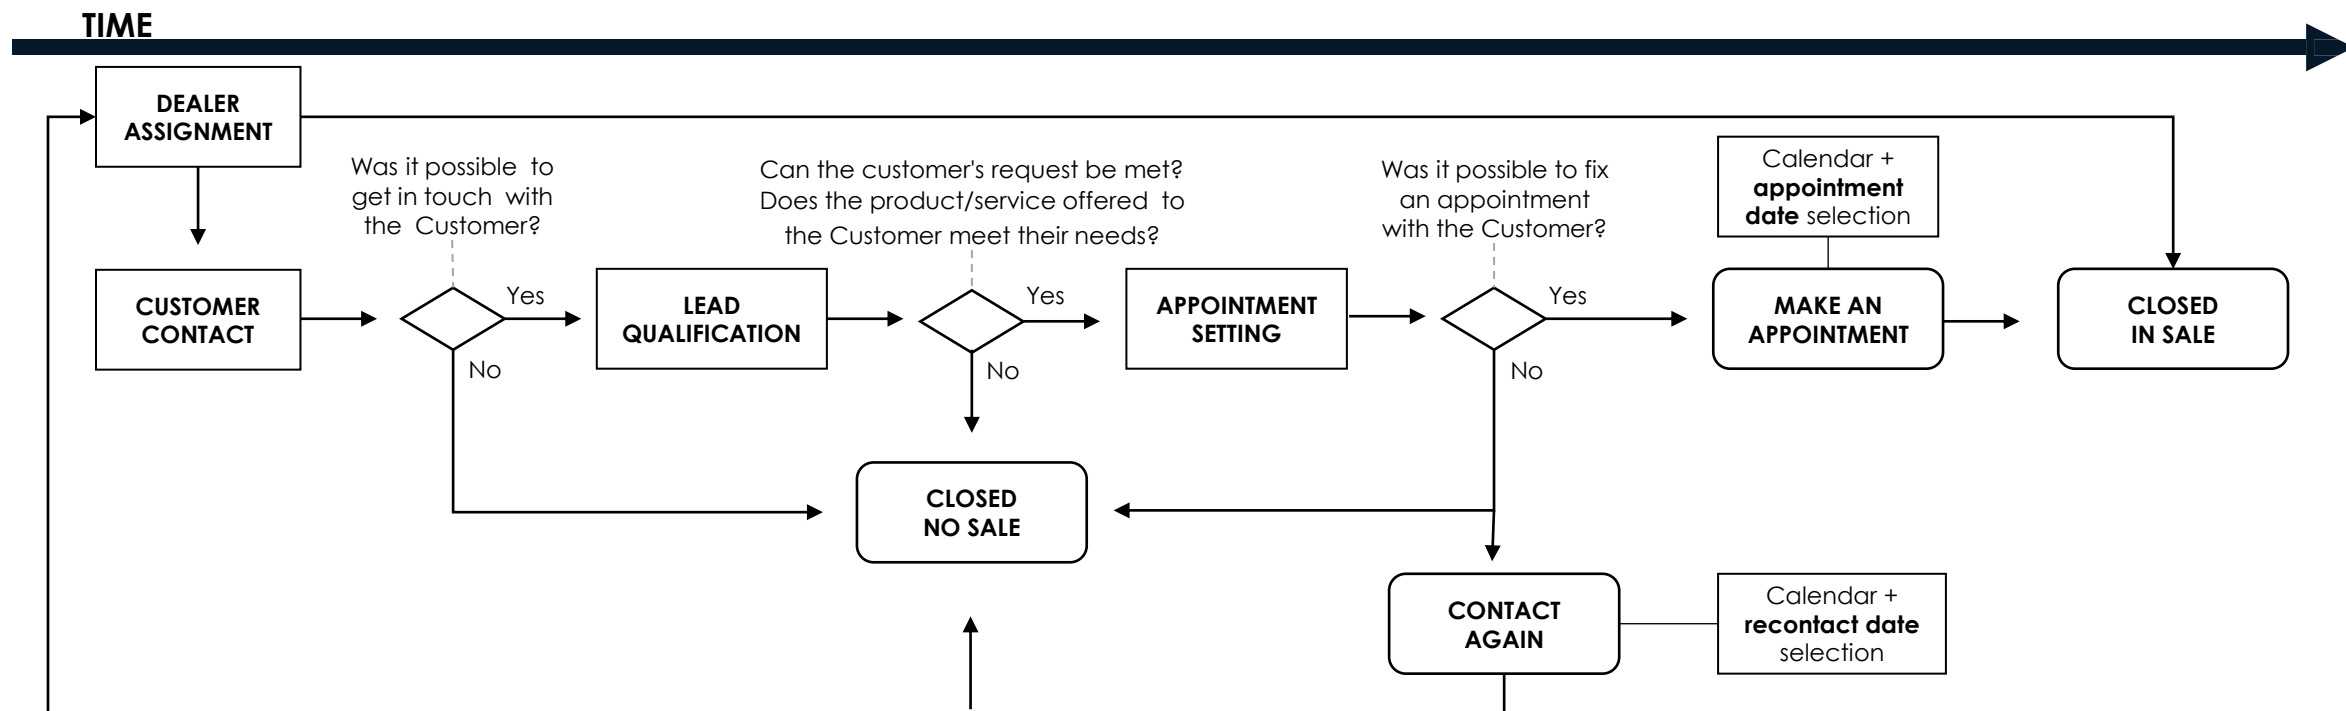 TIME
DEALER
ASSIGNMENT
Was it possible to
get in touch with
the Customer?
Can the customer's request be met?
Does the product/service offered to
the Customer meet their needs?
Was it possible to fix
an appointment
with the Customer?
Calendar +
appointment
date selection
CUSTOMER
CONTACT
Yes
No
LEAD
QUALIFICATION
Yes
No
APPOINTMENT
SETTING
Yes
No
MAKE AN
APPOINTMENT
CLOSED
IN SALE
CLOSED
NO SALE
CONTACT
AGAIN
Calendar +
recontact date
selection